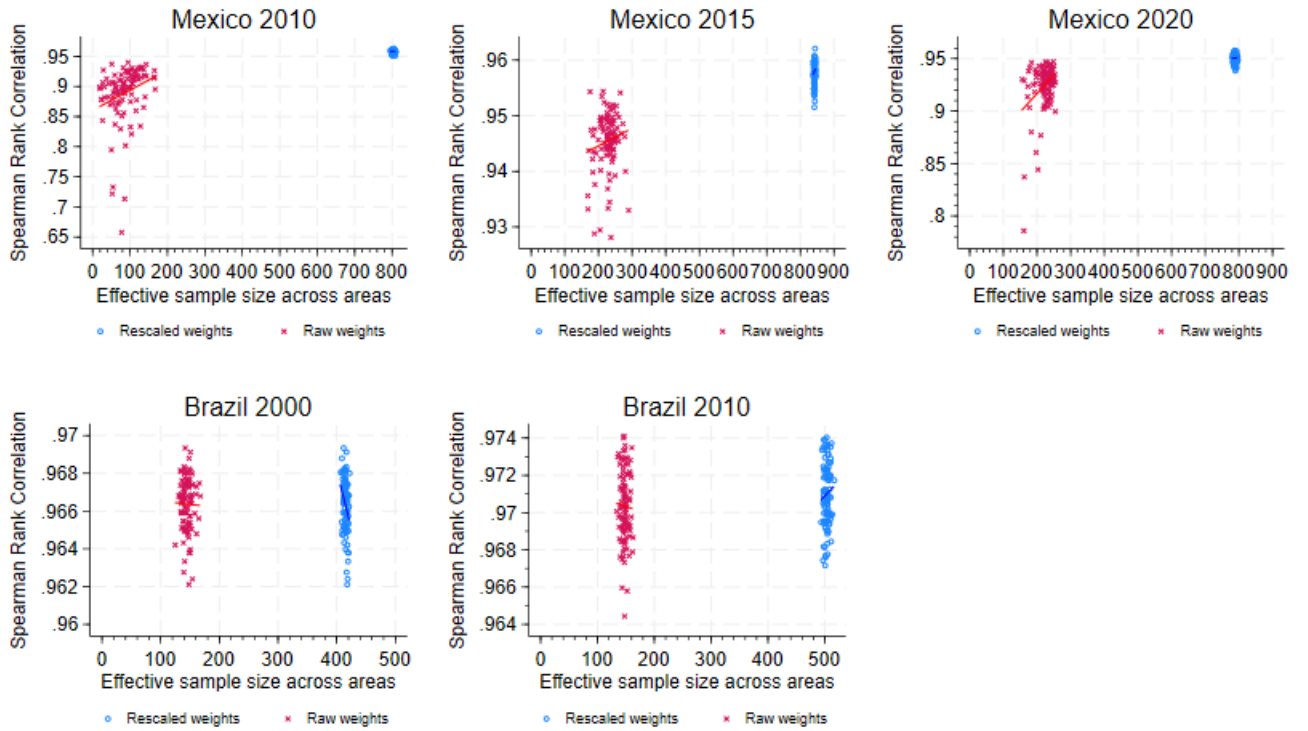 Mexico 2010
Spearman Rank Correlation
.95
.9
.85
.8
.75
.7
.65
0 100 200 300 400 500 600 700 800
Effective sample size across areas
Rescaled weights Raw weights
Mexico 2015
Spearman Rank Correlation
.96
.95
.94
.93
0 100 200 300 400 500 600 700 800 900
Effective sample size across areas
Rescaled weights Raw weights
Mexico 2020
Spearman Rank Correlation
.95
.9
.85
.8
0 100 200 300 400 500 600 700 800 900
Effective sample size across areas
Rescaled weights Raw weights
Brazil 2000
Spearman Rank Correlation
.97
.968
.966
.964
.962
.96
0 100 200 300 400 500
Effective sample size across areas
Rescaled weights Raw weights
Brazil 2010
Spearman Rank Correlation
.974
.972
.97
.968
.966
.964
0 100 200 300 400 500
Effective sample size across areas
Rescaled weights Raw weights